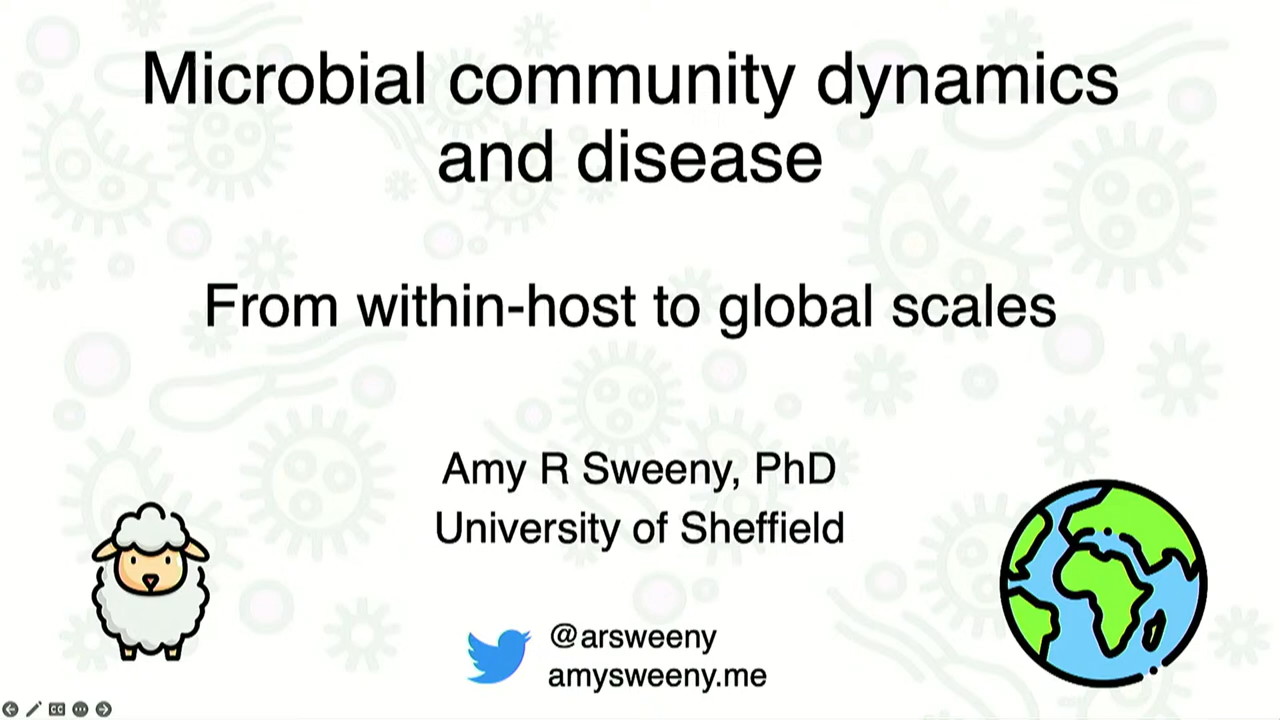 Microbial community dynamics
and disease
From within-host to global scales
Amy R Sweeny, PhD
University of Sheffield
@arsweeny
amysweeny.me
CC